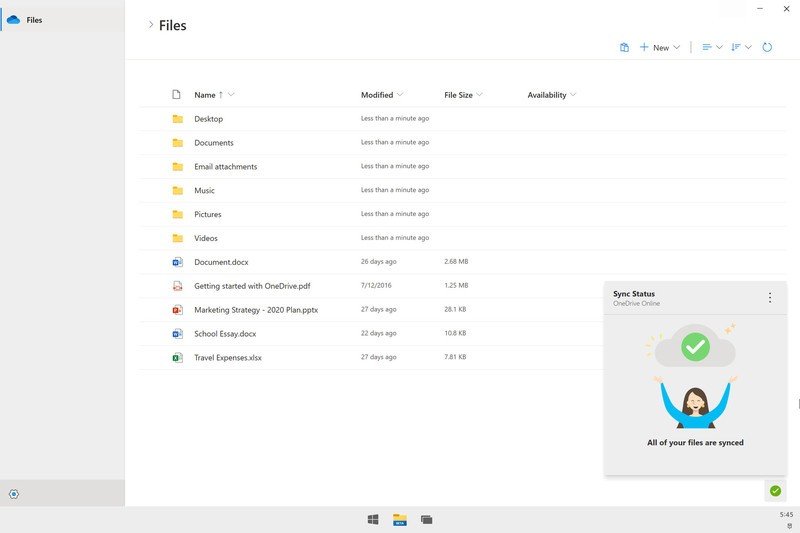 Files
Files
New
Name Modified File Size Availability
Desktop Less than a minute ago
Documents Less than a minute ago
Email attachments Less than a minute ago
Music Less than a minute ago
Pictures Less than a minute ago
Videos Less than a minute ago
Document.docx 26 days ago 2.68 MB
Getting started with OneDrive.pdf 7/12/2016 1.25 MB
Marketing Strategy - 2020 Plan.pptx 27 days ago 28.1 KB
School Essay.docx 22 days ago 10.8 KB
Travel Expenses.xlsx 27 days ago 7.81 KB
Sync Status
OneDrive Online
All of your files are synced
BETA
5:45